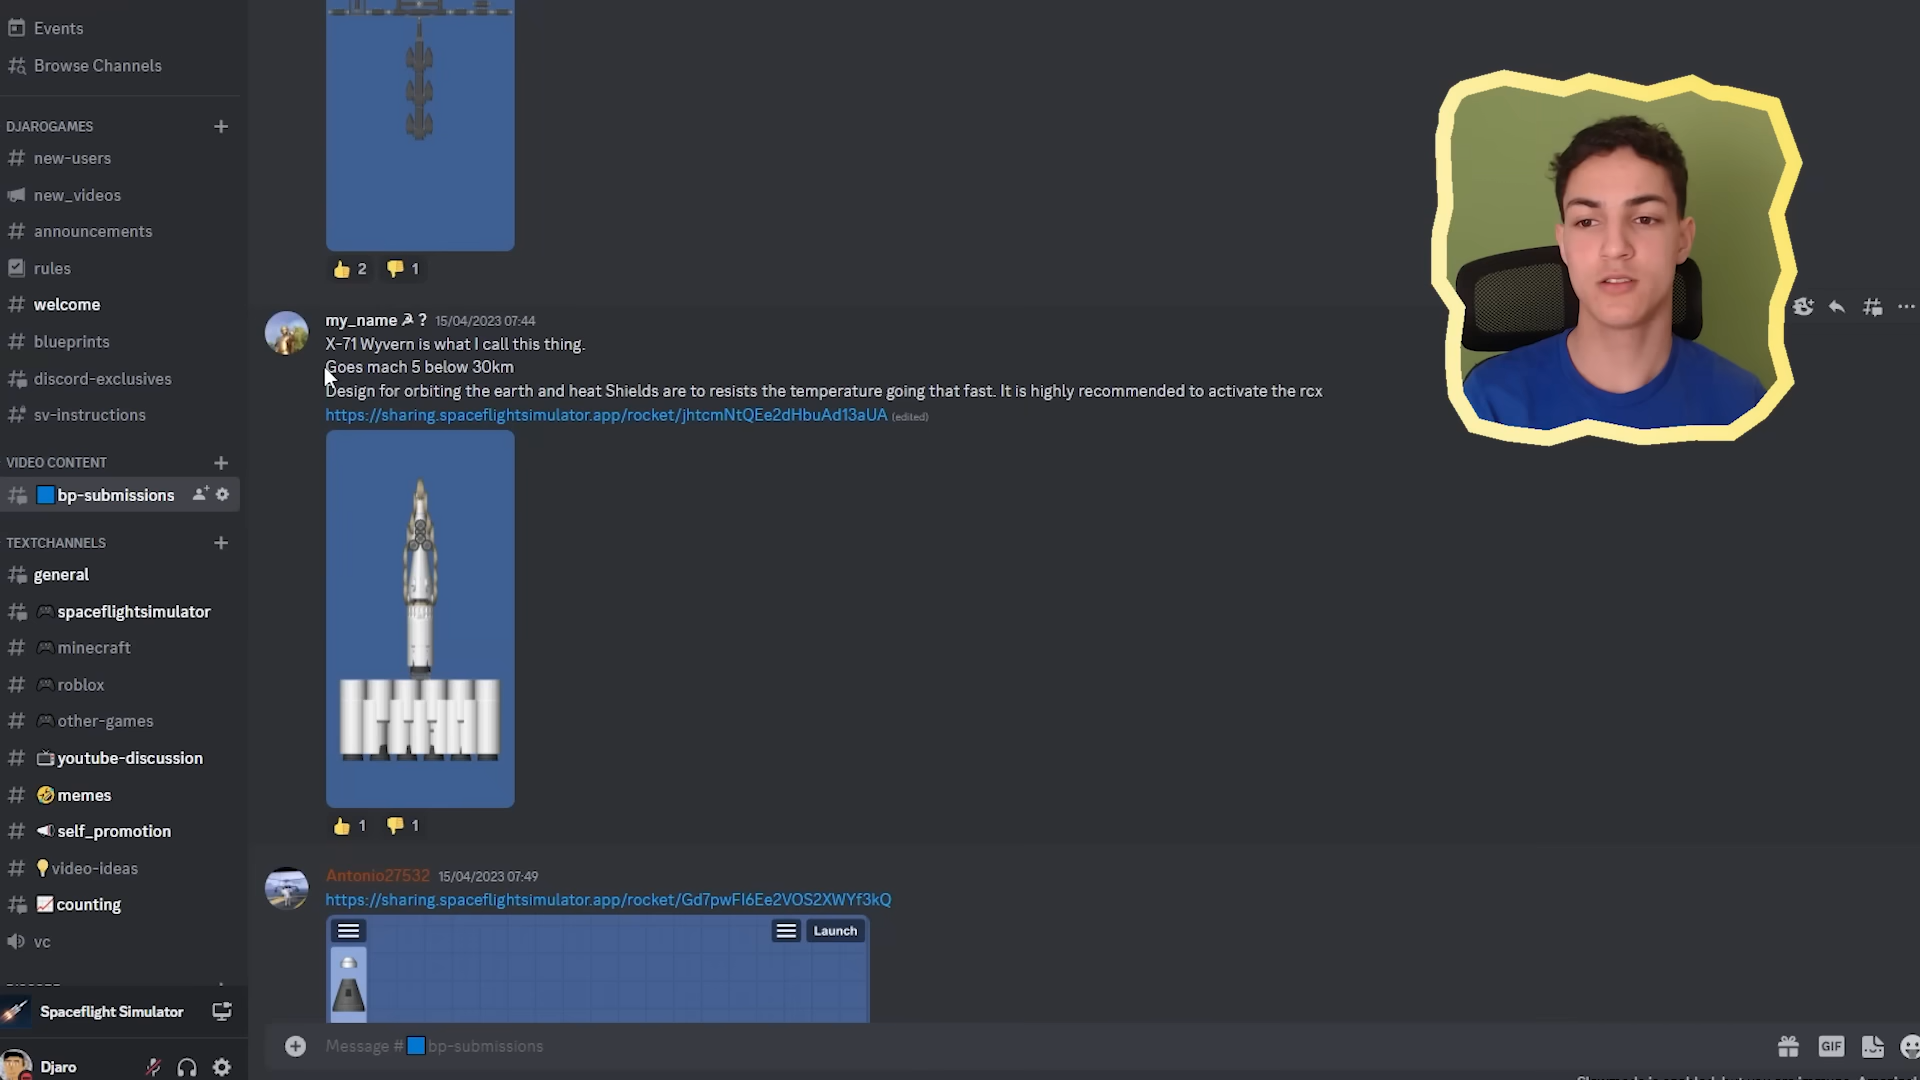 Events
Browse Channels
DJAROGAMES
new-users
new_videos
announcements
rules
welcome
blueprints
discord-exclusives
sv-instructions
VIDEO CONTENT
bp-submissions
TEXTCHANNELS
general
spaceflightsimulator
minecraft
roblox
other-games
youtube-discussion
memes
self_promotion
video-ideas
counting
vc
Spaceflight Simulator
Djaro
2 1
my_name ☭ ? 15/04/2023 07:44
X-71 Wyvern is what I call this thing.
Goes mach 5 below 30km
Design for orbiting the earth and heat Shields are to resists the temperature going that fast. It is highly recommended to activate the rcx
https://sharing.spaceflightsimulator.app/rocket/jhtcmNtQEe2dHbuAd13aUA (edited)
1 1
Antonio27532 15/04/2023 07:49
https://sharing.spaceflightsimulator.app/rocket/Gd7pwFI6Ee2VOS2XWYf3kQ
Launch
Message # bp-submissions
GIF